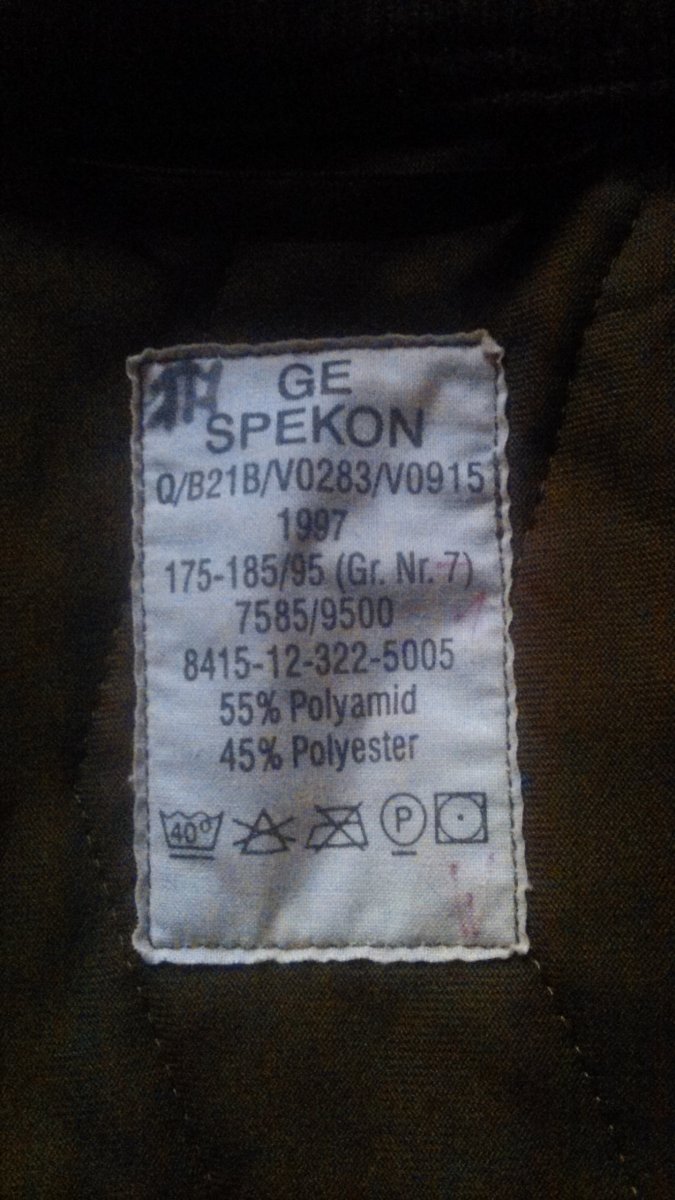 GE
SPEKON
Q/B21B/V0283/V0915
1997
175-185/95 (Gr. Nr. 7)
7585/9500
8415-12-322-5005
55% Polyamid
45% Polyester
40° P